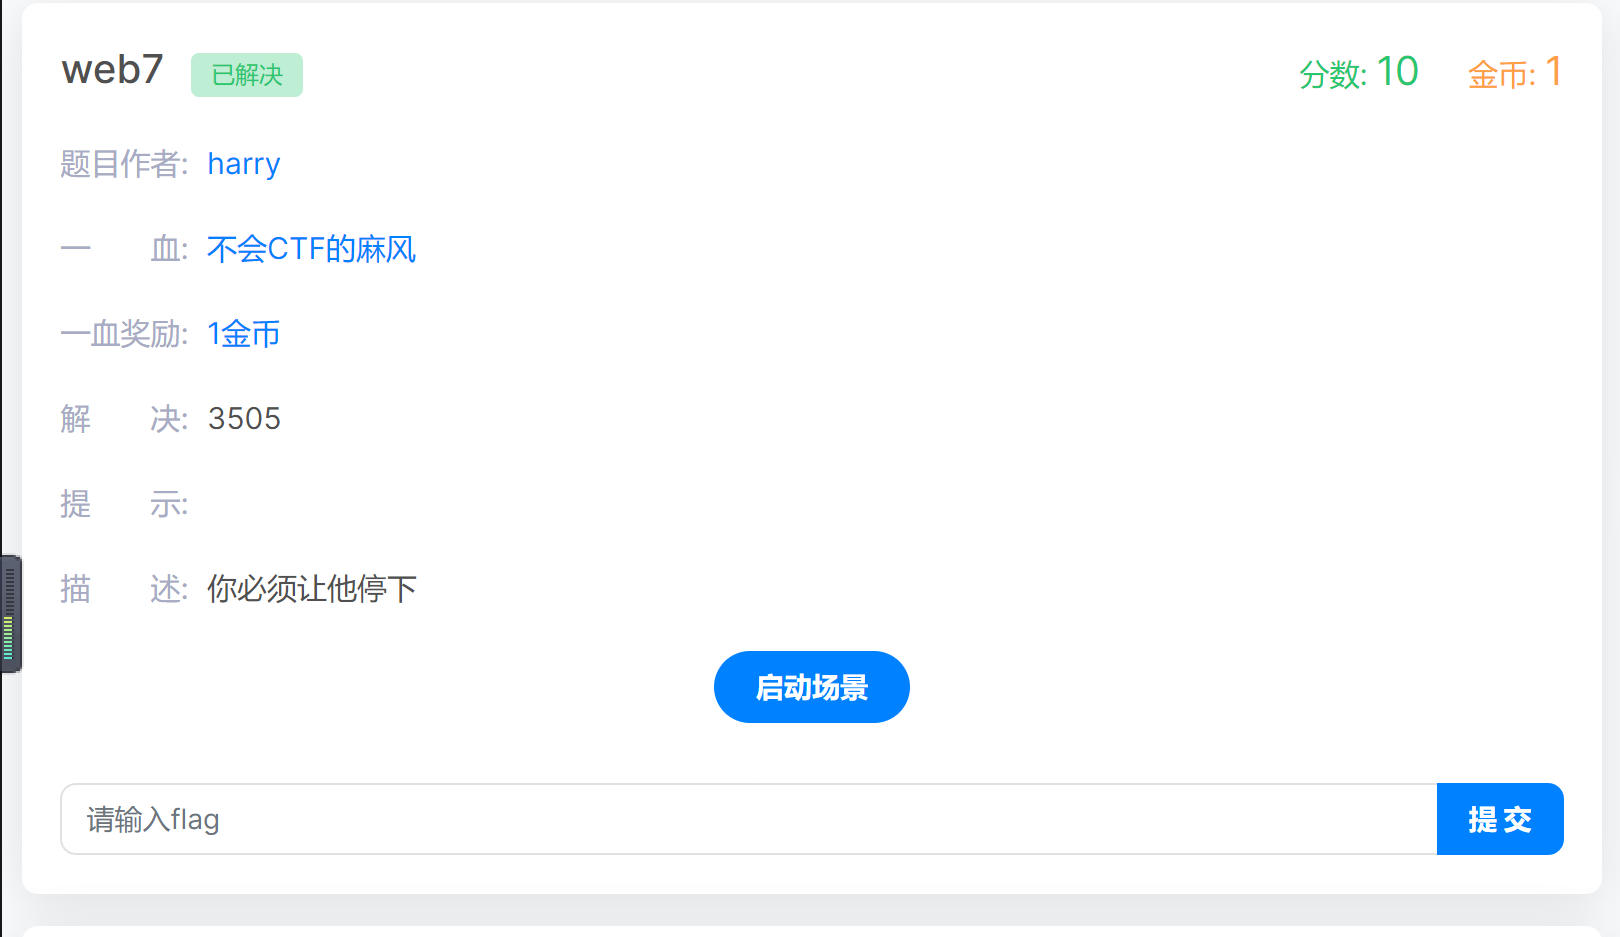 web7 已解决 分数: 10 金币: 1
题目作者: harry
一 血: 不会CTF的麻风
一血奖励: 1金币
解 决: 3505
提 示:
描 述: 你必须让他停下
启动场景
请输入flag 提 交